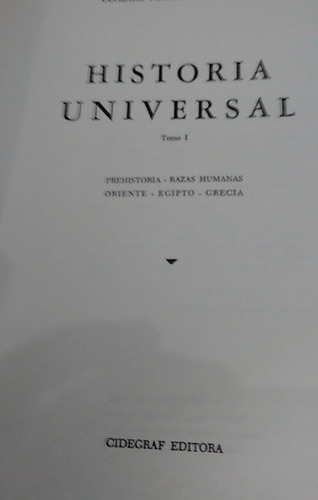 HISTORIA
UNIVERSAL
Tomo I
PREHISTORIA - RAZAS HUMANAS
ORIENTE - EGIPTO - GRECIA
CIDEGRAF EDITORA